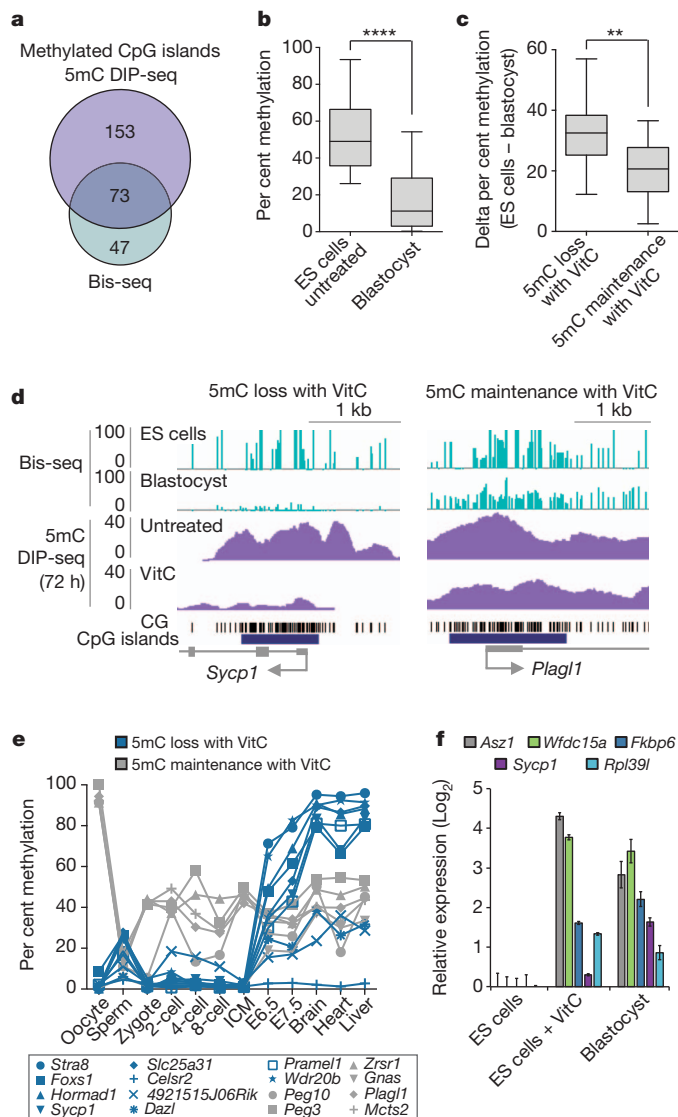 a
Methylated CpG islands
5mC DIP-seq
153
73
47
Bis-seq
b
****
Per cent methylation
100
80
60
40
20
0
ES cells
untreated
Blastocyst
c
**
Delta per cent methylation
(ES cells – blastocyst)
60
40
20
0
5mC loss
with VitC
5mC maintenance
with VitC
d
5mC loss with VitC
1 kb
5mC maintenance with VitC
1 kb
Bis-seq
100
0
ES cells
100
0
Blastocyst
5mC
DIP-seq
(72 h)
40
0
Untreated
40
0
VitC
CG
CpG islands
Sycp1
Plagl1
e
5mC loss with VitC
5mC maintenance with VitC
Per cent methylation
100
80
60
40
20
0
Oocyte
Sperm
Zygote
2-cell
4-cell
8-cell
ICM
E6.5
E7.5
Brain
Heart
Liver
Stra8
Foxs1
Hormad1
Sycp1
Slc25a31
Celsr2
4921515J06Rik
Dazl
Pramel1
Wdr20b
Peg10
Peg3
Zrsr1
Gnas
Plagl1
Mcts2
f
Asz1 Wfdc15a Fkbp6
Sycp1 Rpl39l
Relative expression (Log2)
5
4
3
2
1
0
ES cells
ES cells + VitC
Blastocyst